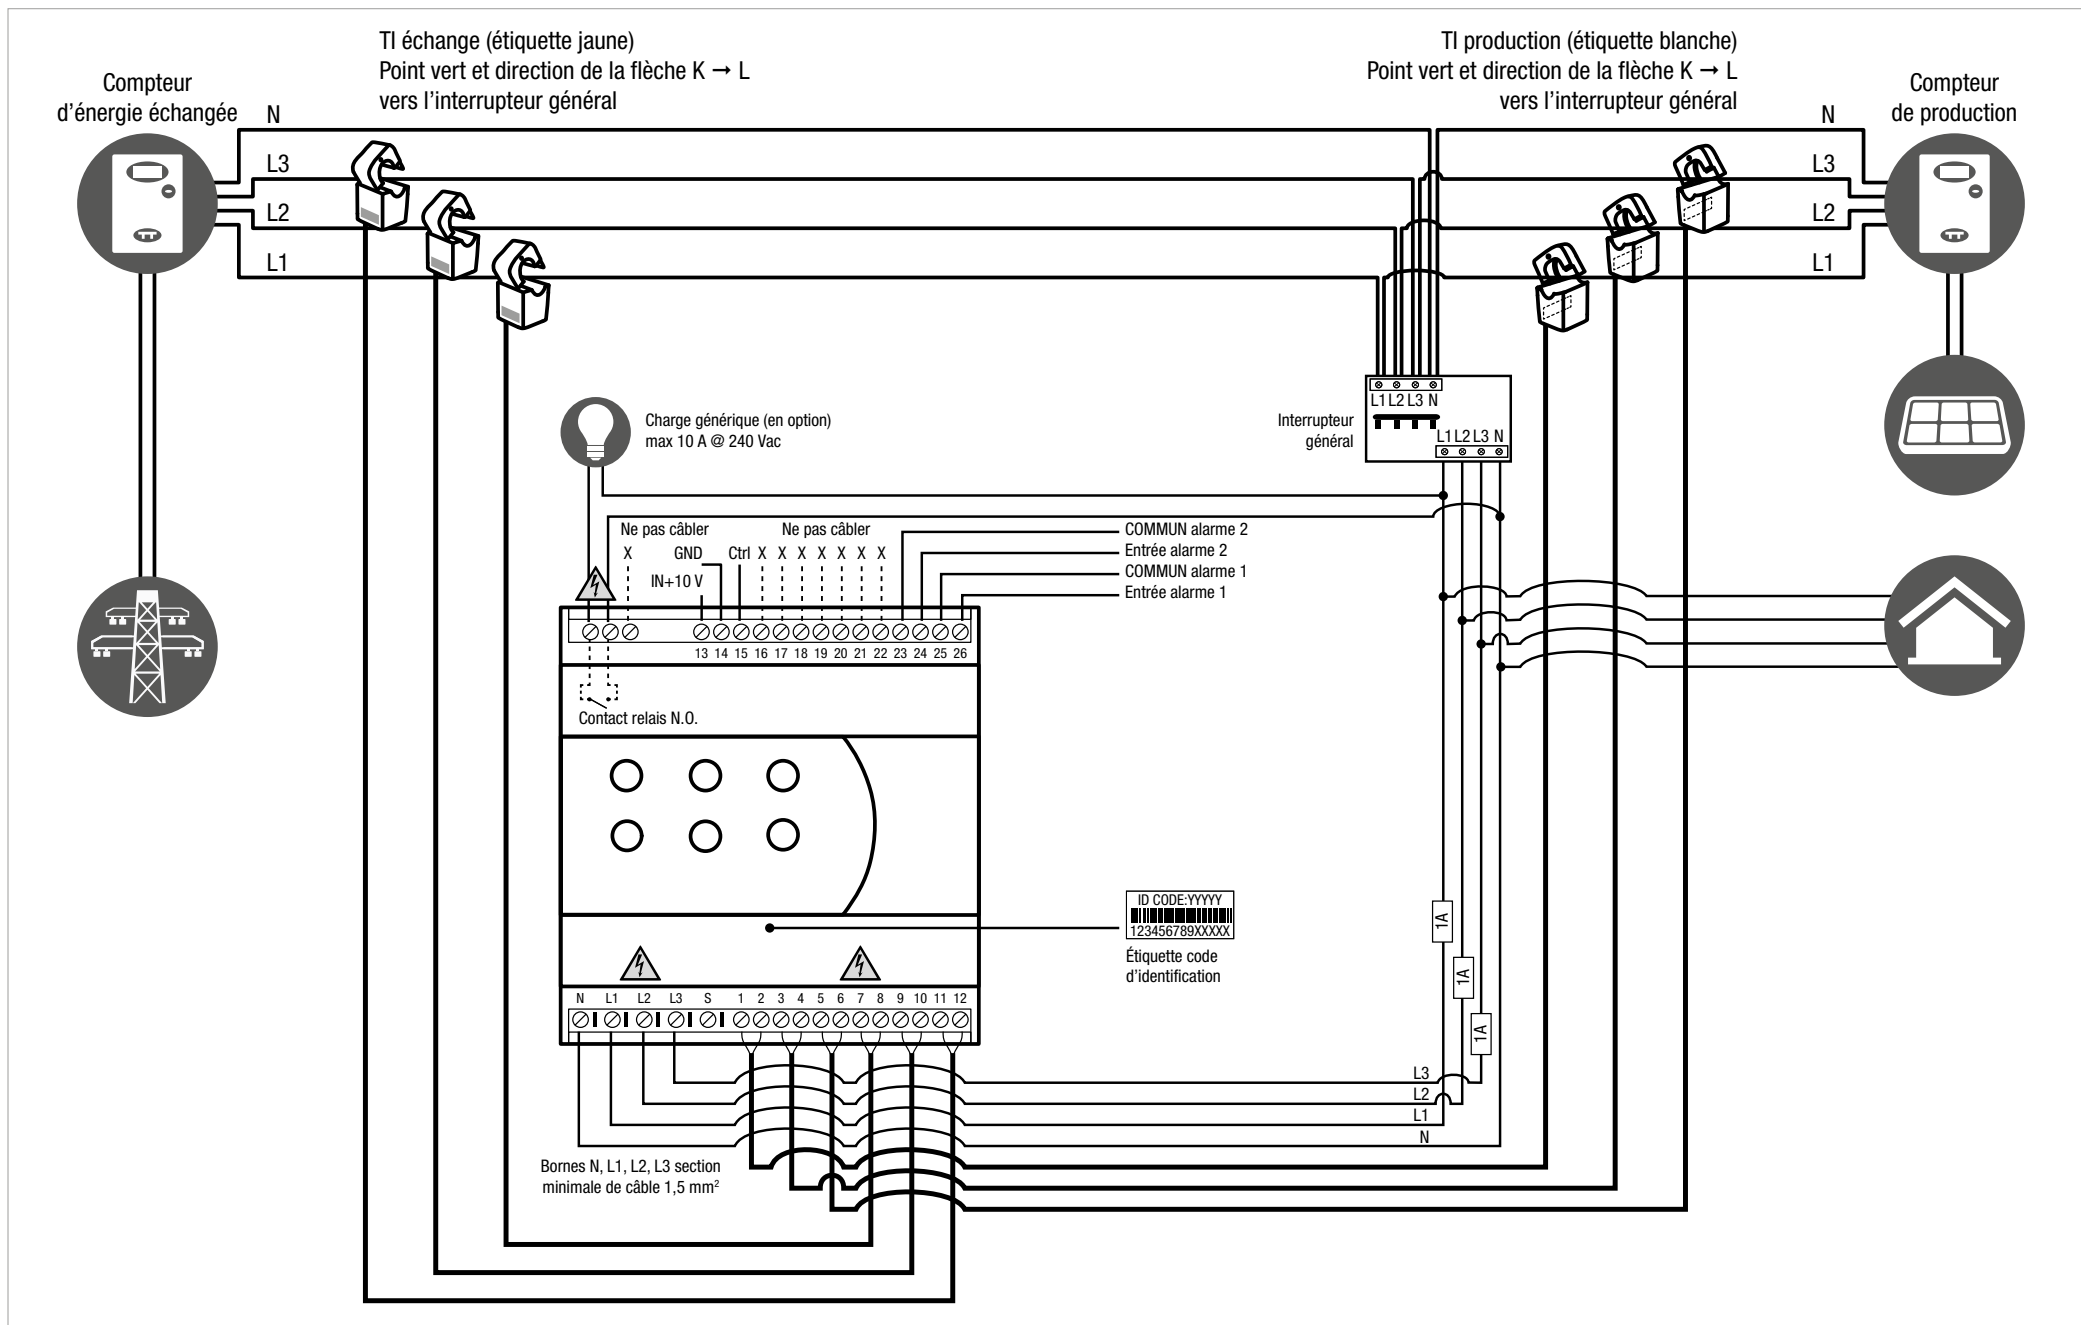 TI échange (étiquette jaune)
Point vert et direction de la flèche K → L
vers l'interrupteur général
TI production (étiquette blanche)
Point vert et direction de la flèche K → L
vers l'interrupteur général
Compteur
d'énergie échangée
Compteur
de production
N
L3
L2
L1
N
L3
L2
L1
Charge générique (en option)
max 10 A @ 240 Vac
Interrupteur
général
L1 L2 L3 N
L1 L2 L3 N
Ne pas câbler
Ne pas câbler
X GND Ctrl X X X X X X X
IN+10 V
COMMUN alarme 2
Entrée alarme 2
COMMUN alarme 1
Entrée alarme 1
13 14 15 16 17 18 19 20 21 22 23 24 25 26
Contact relais N.O.
ID CODE:YYYYY
123456789XXXXX
Étiquette code
d'identification
1A
1A
1A
N L1 L2 L3 S 1 2 3 4 5 6 7 8 9 10 11 12
L3
L2
L1
N
Bornes N, L1, L2, L3 section
minimale de câble 1,5 mm²